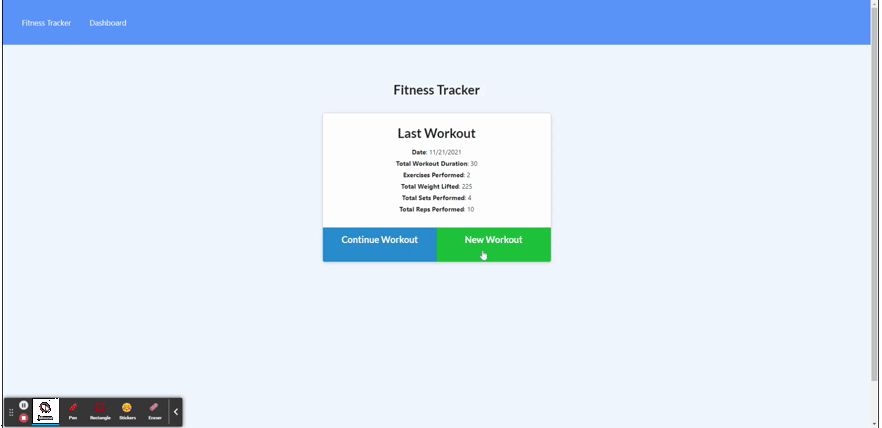 Fitness Tracker Dashboard
Fitness Tracker
Last Workout
Date: 11/21/2021
Total Workout Duration: 30
Exercises Performed: 2
Total Weight Lifted: 225
Total Sets Performed: 4
Total Reps Performed: 10
Continue Workout New Workout
Pen Rectangle Stickers Eraser